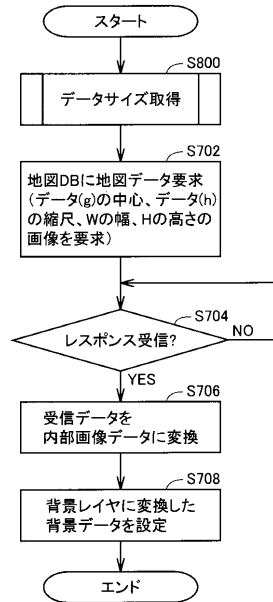 スタート
S800
データサイズ取得
S702
地図DBに地図データ要求
(データ(g)の中心、データ(h)
の縮尺、Wの幅、Hの高さの
画像を要求)
S704
レスポンス受信?
NO
YES
S706
受信データを
内部画像データに変換
S708
背景レイヤに変換した
背景データを設定
エンド